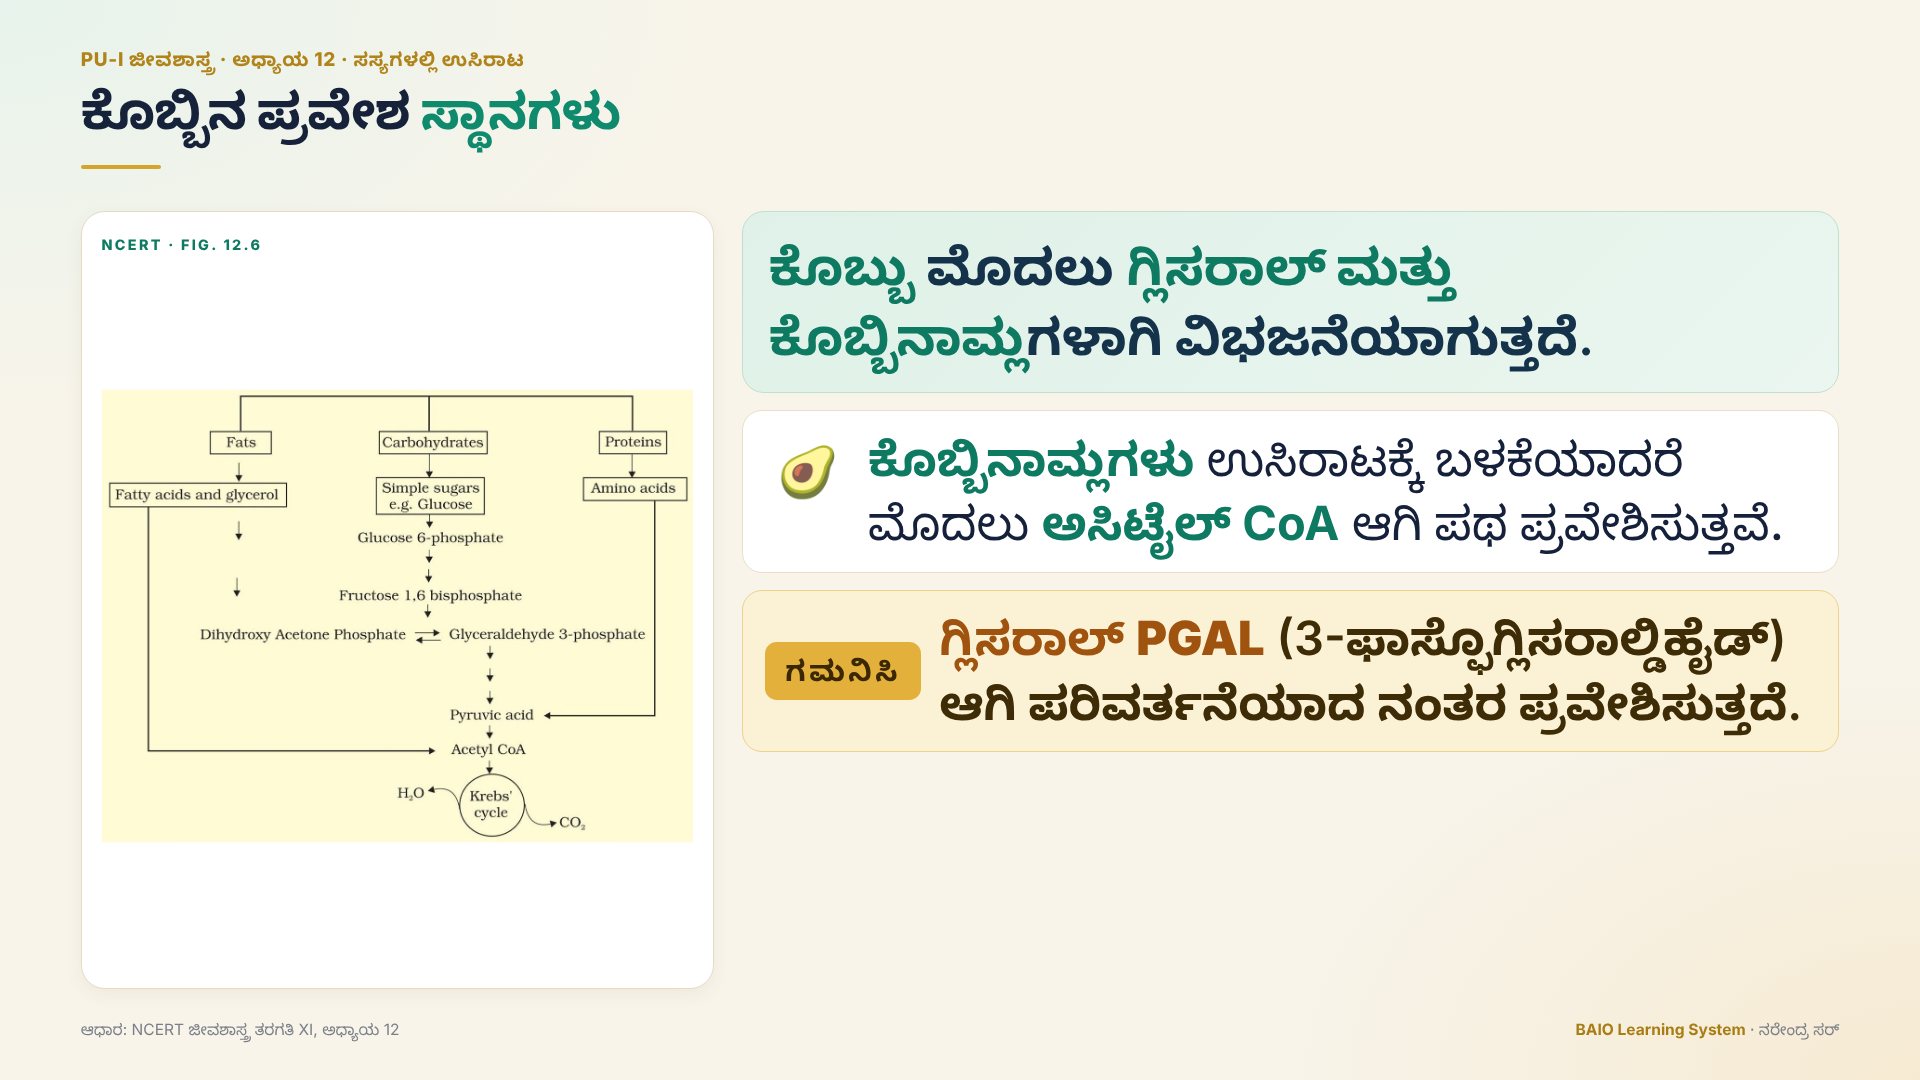 PU-I ಜೀವಶಾಸ್ತ್ರ · ಅಧ್ಯಾಯ 12 · ಸಸ್ಯಗಳಲ್ಲಿ ಉಸಿರಾಟ
ಕೊಬ್ಬಿನ ಪ್ರವೇಶ ಸ್ಥಾನಗಳು
NCERT · FIG. 12.6
Fats
Carbohydrates
Proteins
Fatty acids and glycerol
Simple sugars
e.g. Glucose
Amino acids
Glucose 6-phosphate
Fructose 1,6 bisphosphate
Dihydroxy Acetone Phosphate
Glyceraldehyde 3-phosphate
Pyruvic acid
Acetyl CoA
H₂O
Krebs'
cycle
CO₂
ಕೊಬ್ಬು ಮೊದಲು ಗ್ಲಿಸರಾಲ್ ಮತ್ತು
ಕೊಬ್ಬಿನಾಮ್ಲಗಳಾಗಿ ವಿಭಜನೆಯಾಗುತ್ತದೆ.
ಕೊಬ್ಬಿನಾಮ್ಲಗಳು ಉಸಿರಾಟಕ್ಕೆ ಬಳಕೆಯಾದರೆ
ಮೊದಲು ಅಸಿಟೈಲ್ CoA ಆಗಿ ಪಥ ಪ್ರವೇಶಿಸುತ್ತವೆ.
ಗಮನಿಸಿ
ಗ್ಲಿಸರಾಲ್ PGAL (3-ಫಾಸ್ಫೊಗ್ಲಿಸರಾಲ್ಡಿಹೈಡ್)
ಆಗಿ ಪರಿವರ್ತನೆಯಾದ ನಂತರ ಪ್ರವೇಶಿಸುತ್ತದೆ.
ಆಧಾರ: NCERT ಜೀವಶಾಸ್ತ್ರ ತರಗತಿ XI, ಅಧ್ಯಾಯ 12
BAIO Learning System · ನರೇಂದ್ರ ಸರ್